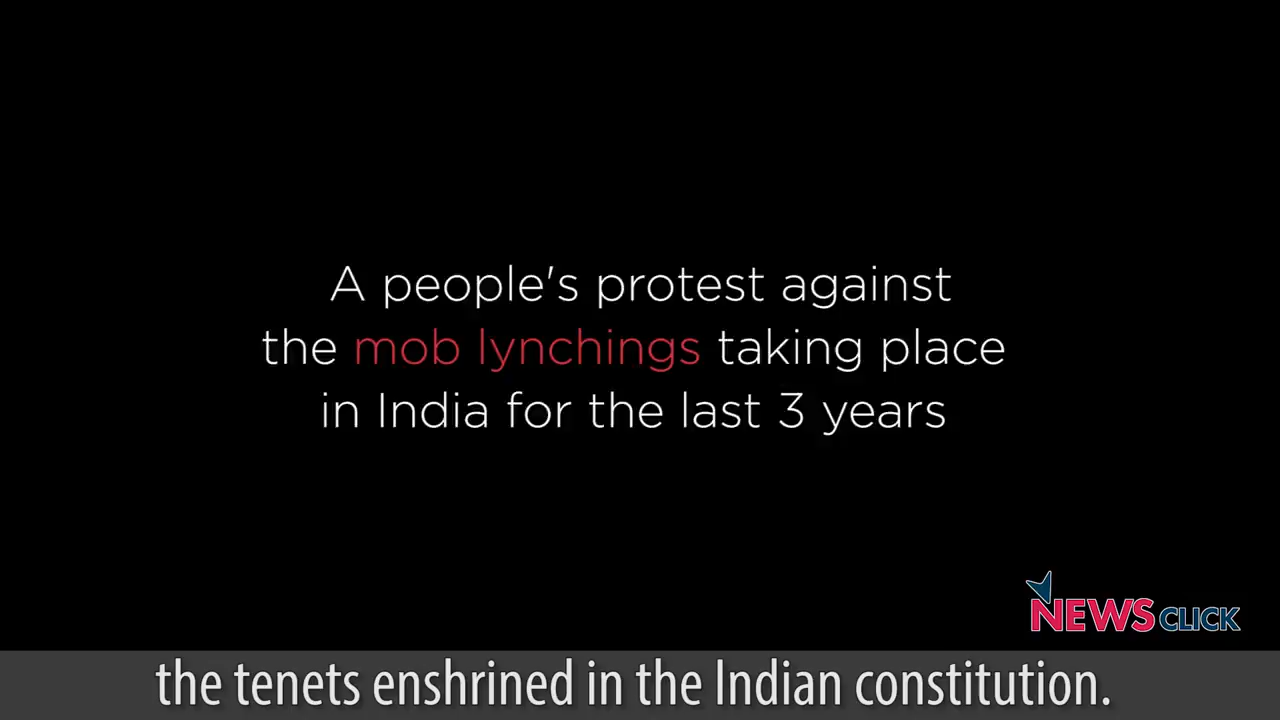 A people's protest against
the mob lynchings taking place
in India for the last 3 years
NEWSCLICK
the tenets enshrined in the Indian constitution.